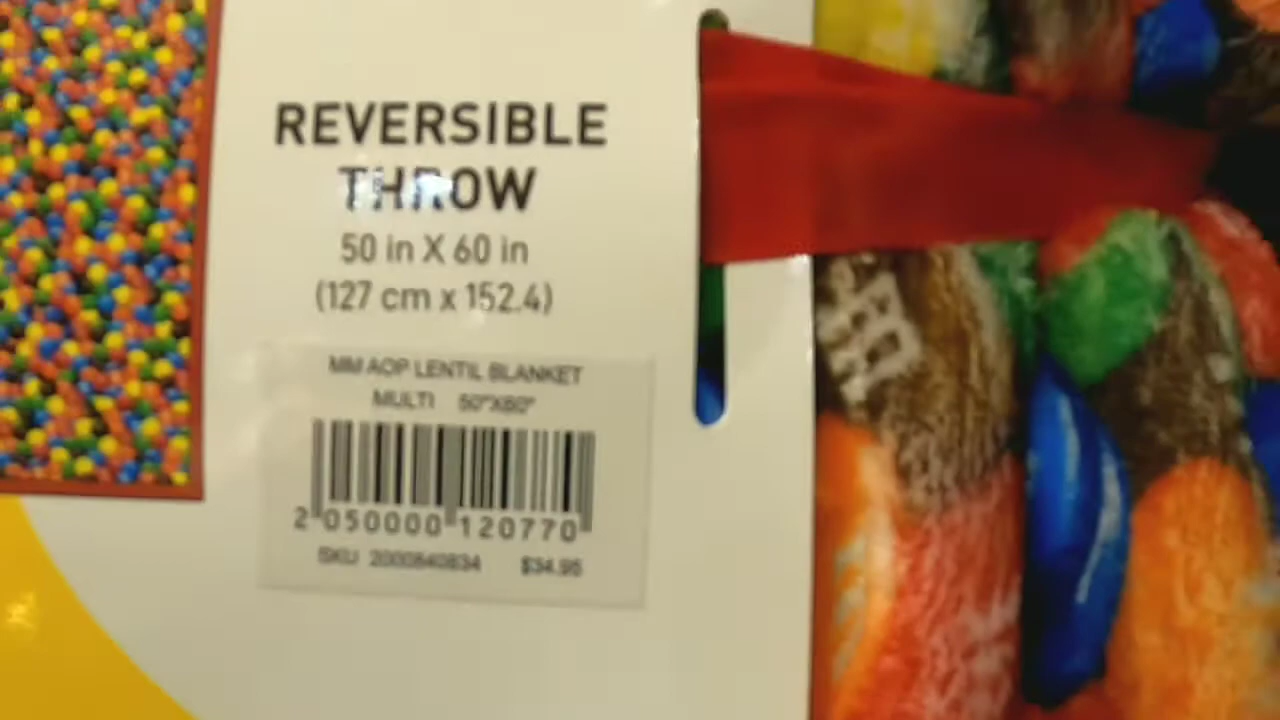 REVERSIBLE
THROW
50 in X 60 in
(127 cm x 152.4)
MM AOP LENTIL BLANKET
MULTI 50"X60"
2 050000 120770
SKU 2000640834 $34.95